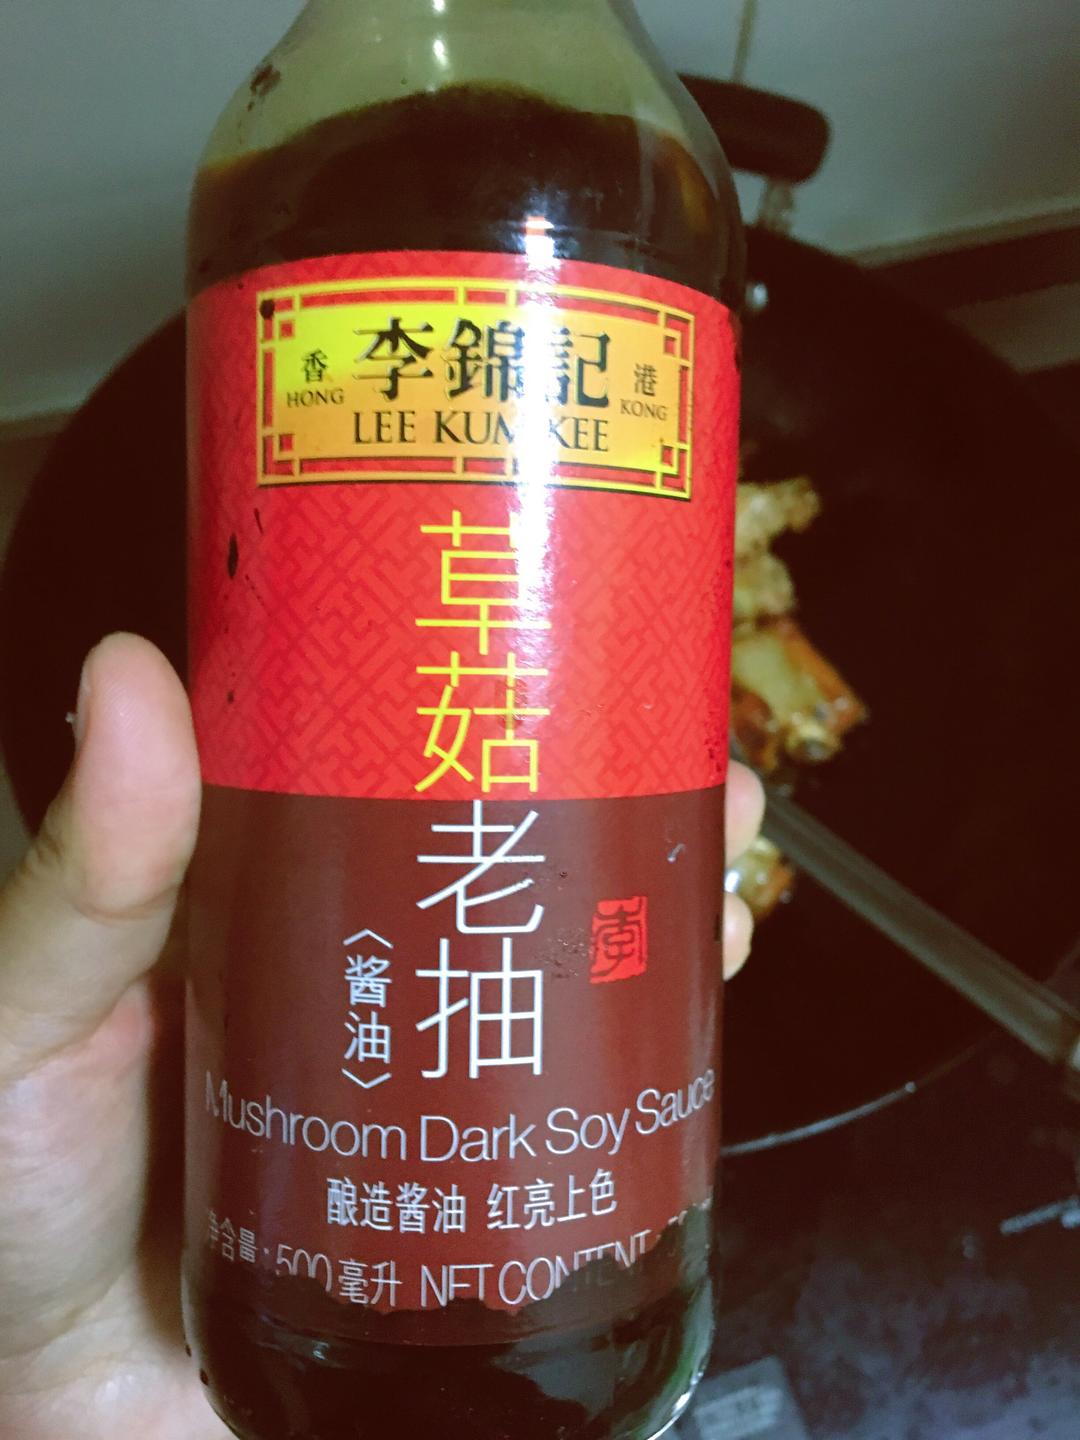 香 李錦記 港
HONG LEE KUM KEE KONG
草菇老抽
〈酱油〉
李
Mushroom Dark Soy Sauce
酿造酱油 红亮上色
净含量：500毫升 NET CONTENT